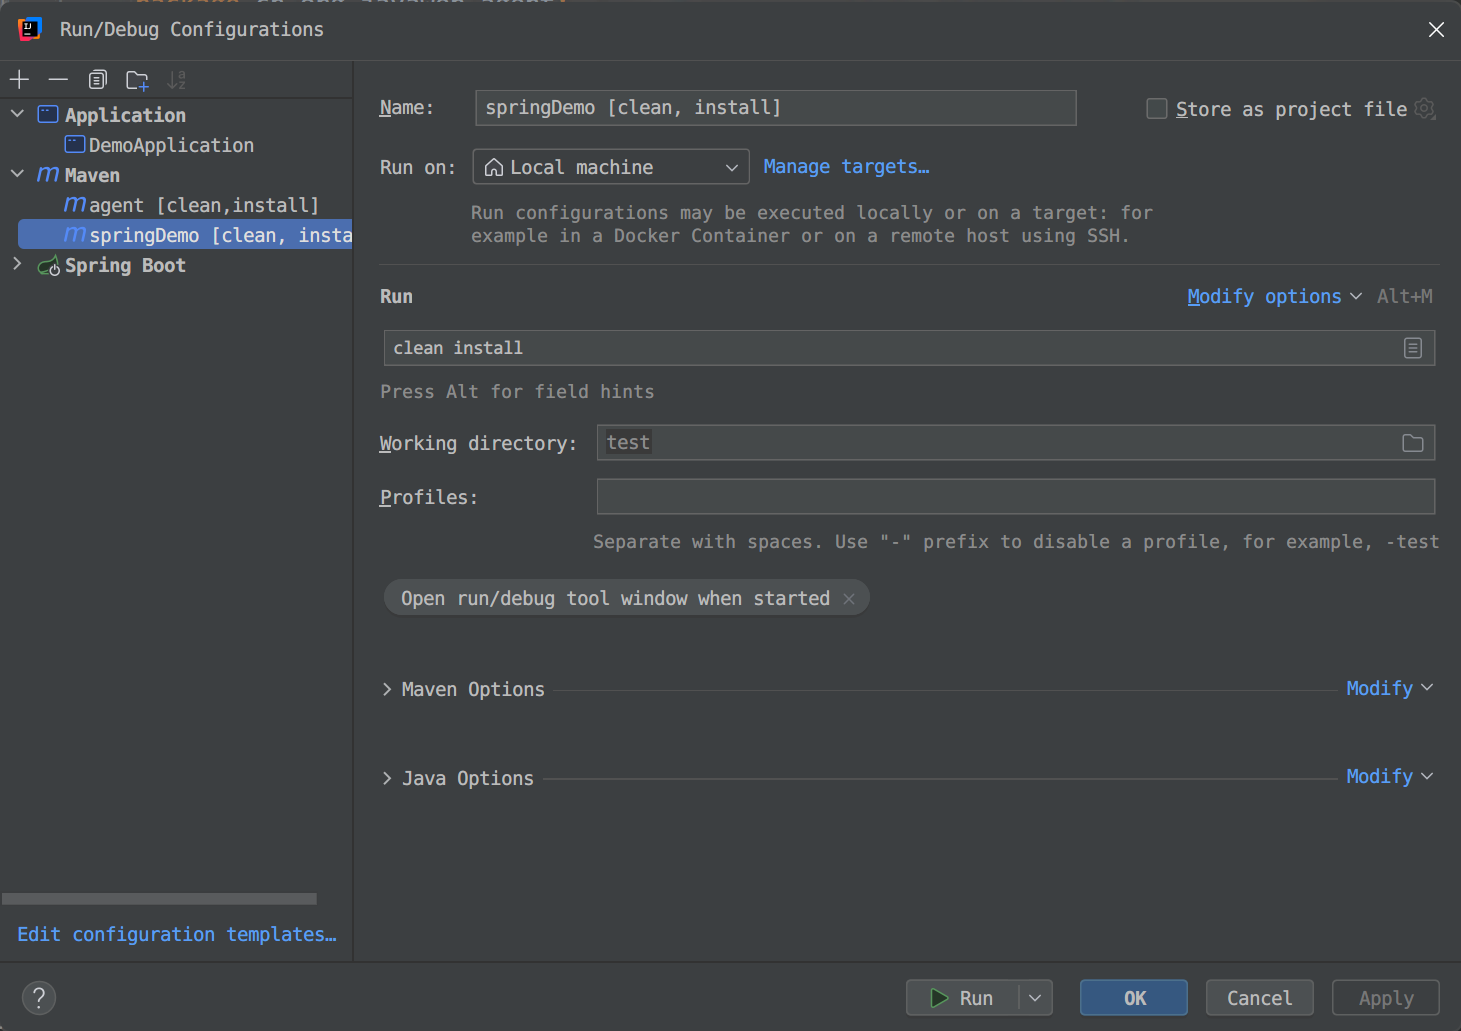 Run/Debug Configurations
Application
DemoApplication
Maven
agent [clean,install]
springDemo [clean, insta
Spring Boot
Edit configuration templates…
Name:
springDemo [clean, install]
Store as project file
Run on:
Local machine
Manage targets…
Run configurations may be executed locally or on a target: for
example in a Docker Container or on a remote host using SSH.
Run
Modify options
Alt+M
clean install
Press Alt for field hints
Working directory:
test
Profiles:
Separate with spaces. Use "-" prefix to disable a profile, for example, -test
Open run/debug tool window when started
Maven Options
Modify
Java Options
Modify
?
Run
OK
Cancel
Apply